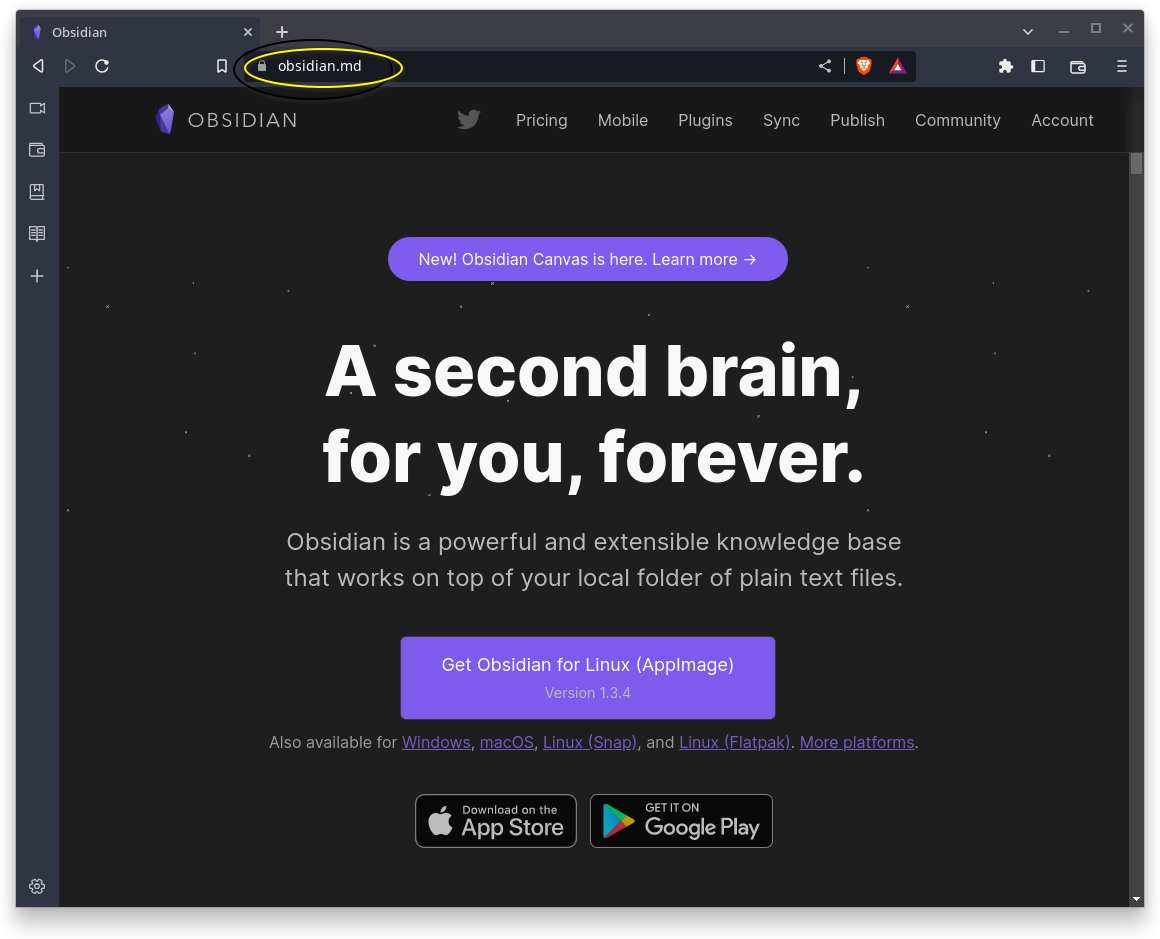 Obsidian
obsidian.md
OBSIDIAN
Pricing Mobile Plugins Sync Publish Community Account
New! Obsidian Canvas is here. Learn more →
A second brain,
for you, forever.
Obsidian is a powerful and extensible knowledge base
that works on top of your local folder of plain text files.
Get Obsidian for Linux (AppImage)
Version 1.3.4
Also available for Windows, macOS, Linux (Snap), and Linux (Flatpak). More platforms.
Download on the
App Store
GET IT ON
Google Play